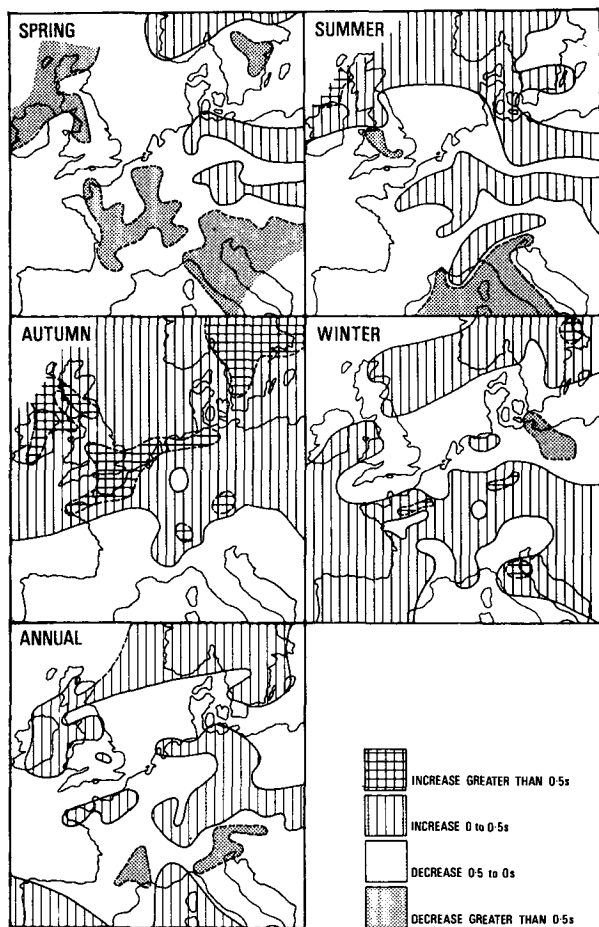 SPRING
SUMMER
AUTUMN
WINTER
ANNUAL
INCREASE GREATER THAN 0·5s
INCREASE 0 to 0·5s
DECREASE 0·5 to 0s
DECREASE GREATER THAN 0·5s